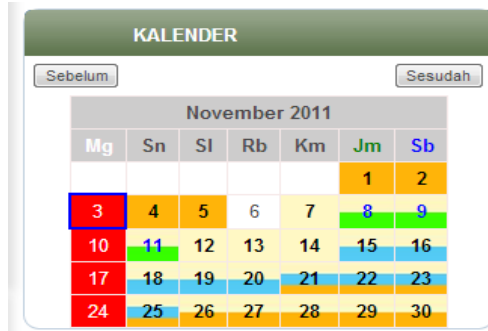 KALENDER
Sebelum Sesudah
November 2011
Mg Sn Sl Rb Km Jm Sb
1 2
3 4 5 6 7 8 9
10 11 12 13 14 15 16
17 18 19 20 21 22 23
24 25 26 27 28 29 30